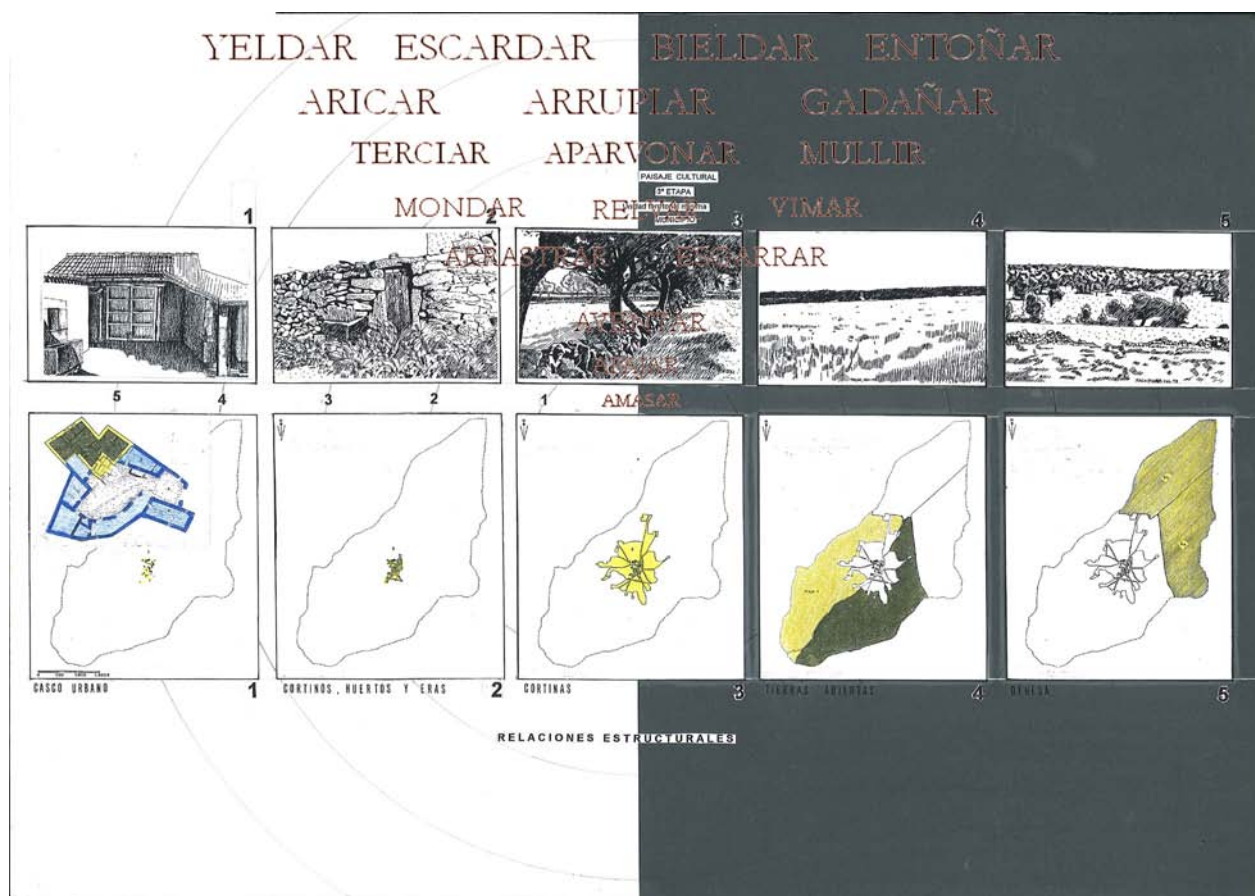 YELDAR ESCARDAR BIELDAR ENTOÑAR
ARICAR ARRUPIAR GADAÑAR
TERCIAR APARVONAR MULLIR
PAISAJE CULTURAL
5ª ETAPA
MONDAR VIMAR
1 2 3 4 5
ARRASTRAR
5 4 3 2 1
AMASAR
CASCO URBANO 1
CORTINOS, HUERTOS Y ERAS 2
CORTINAS 3
TIERRAS ABIERTAS 4
DEHESA 5
RELACIONES ESTRUCTURALES